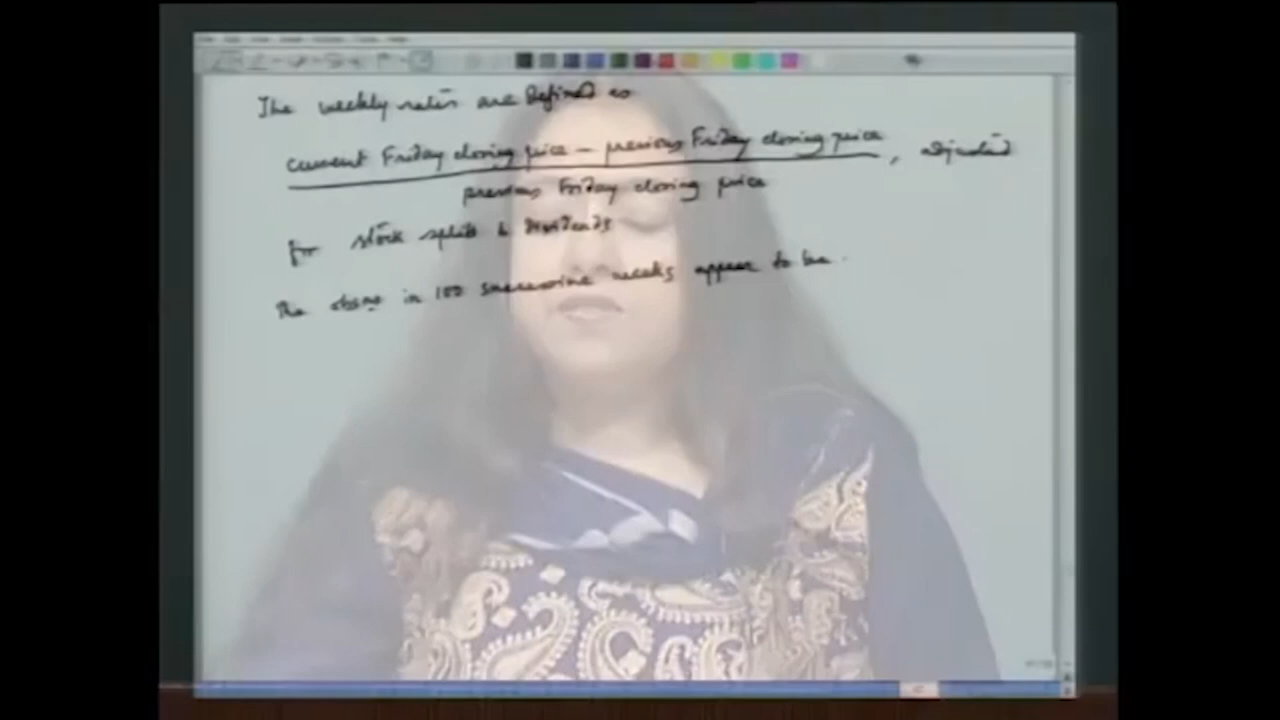 The weekly rates are defined as
current Friday closing price - previous Friday closing price, adjusted
previous Friday closing price
for stock splits & Dividends
The obsns in 100 successive weeks appear to be.